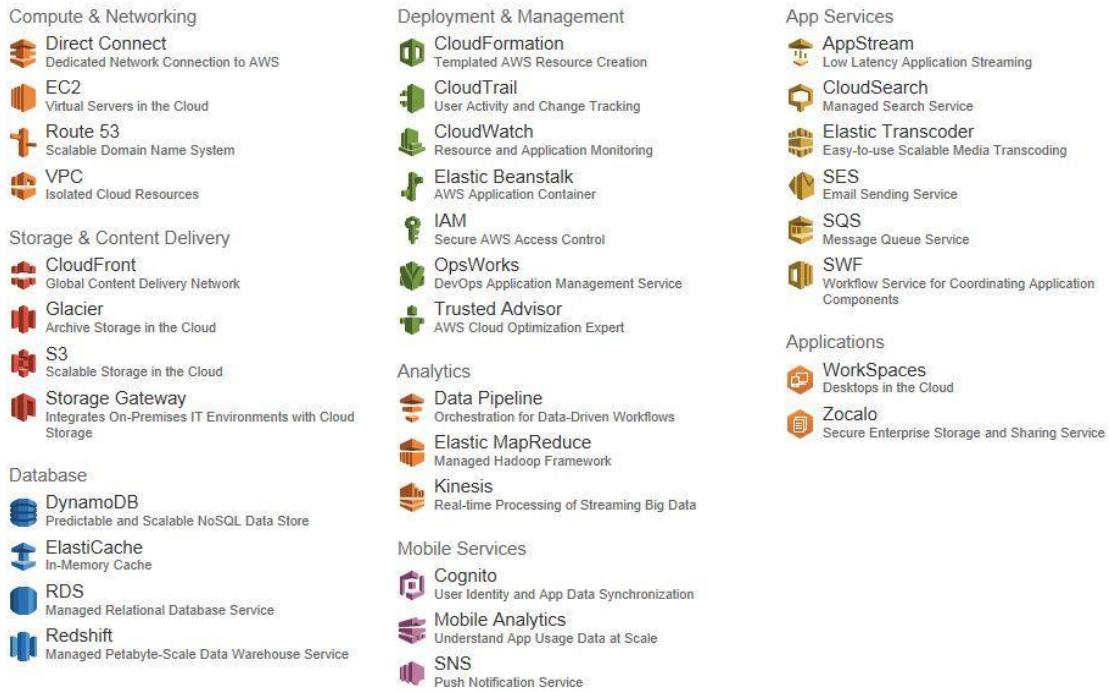 Compute & Networking
Direct Connect
Dedicated Network Connection to AWS
EC2
Virtual Servers in the Cloud
Route 53
Scalable Domain Name System
VPC
Isolated Cloud Resources
Storage & Content Delivery
CloudFront
Global Content Delivery Network
Glacier
Archive Storage in the Cloud
S3
Scalable Storage in the Cloud
Storage Gateway
Integrates On-Premises IT Environments with Cloud
Storage
Database
DynamoDB
Predictable and Scalable NoSQL Data Store
ElastiCache
In-Memory Cache
RDS
Managed Relational Database Service
Redshift
Managed Petabyte-Scale Data Warehouse Service
Deployment & Management
CloudFormation
Templated AWS Resource Creation
CloudTrail
User Activity and Change Tracking
CloudWatch
Resource and Application Monitoring
Elastic Beanstalk
AWS Application Container
IAM
Secure AWS Access Control
OpsWorks
DevOps Application Management Service
Trusted Advisor
AWS Cloud Optimization Expert
Analytics
Data Pipeline
Orchestration for Data-Driven Workflows
Elastic MapReduce
Managed Hadoop Framework
Kinesis
Real-time Processing of Streaming Big Data
Mobile Services
Cognito
User Identity and App Data Synchronization
Mobile Analytics
Understand App Usage Data at Scale
SNS
Push Notification Service
App Services
AppStream
Low Latency Application Streaming
CloudSearch
Managed Search Service
Elastic Transcoder
Easy-to-use Scalable Media Transcoding
SES
Email Sending Service
SQS
Message Queue Service
SWF
Workflow Service for Coordinating Application
Components
Applications
WorkSpaces
Desktops in the Cloud
Zocalo
Secure Enterprise Storage and Sharing Service